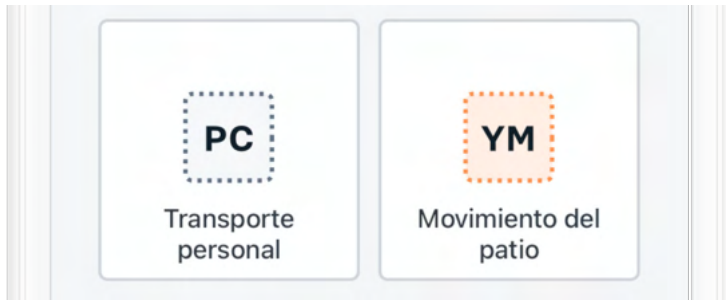 PC
YM
Transporte
personal
Movimiento del
patio